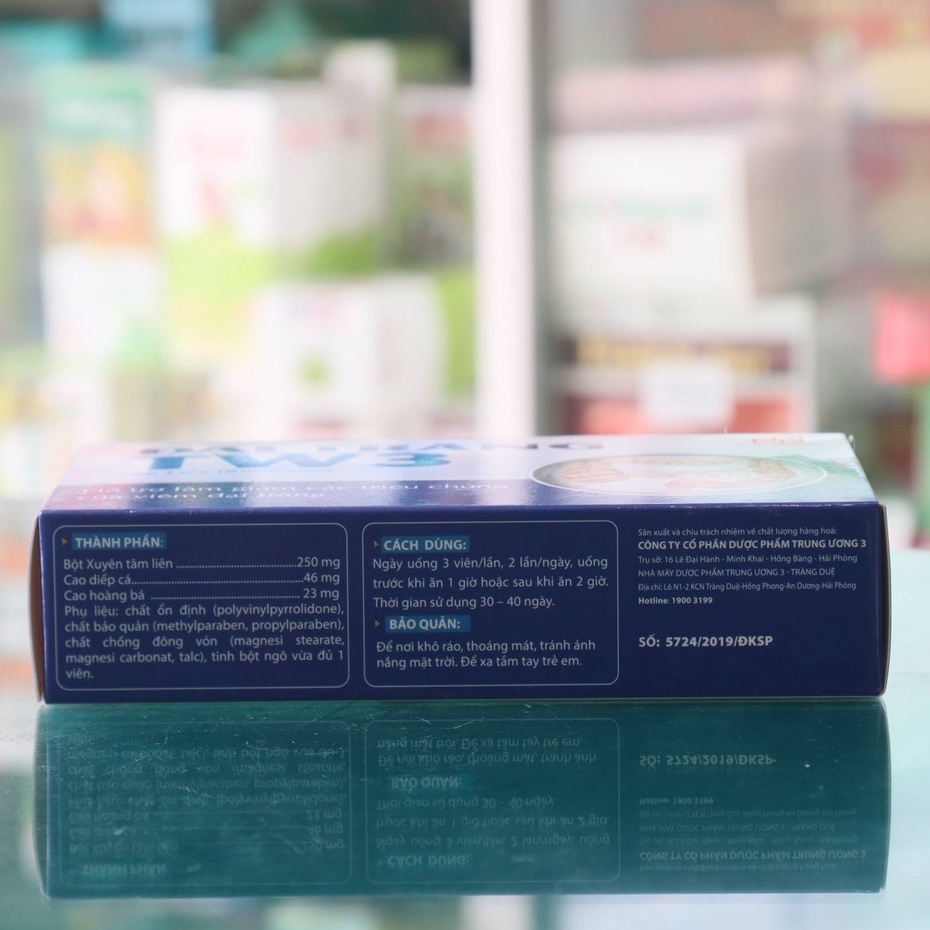 TW3
THÀNH PHẦN:
Bột Xuyên tâm liên ..............................250 mg
Cao diếp cá...........................................46 mg
Cao hoàng bá .......................................23 mg
Phụ liệu: chất ổn định (polyvinylpyrrolidone),
chất bảo quản (methylparaben, propylparaben),
chất chống đông vón (magnesi stearate,
magnesi carbonat, talc), tinh bột ngô vừa đủ 1
viên.
CÁCH DÙNG:
Ngày uống 3 viên/lần, 2 lần/ngày, uống
trước khi ăn 1 giờ hoặc sau khi ăn 2 giờ.
Thời gian sử dụng 30 – 40 ngày.
BẢO QUẢN:
Để nơi khô ráo, thoáng mát, tránh ánh
nắng mặt trời. Để xa tầm tay trẻ em.
Sản xuất và chịu trách nhiệm về chất lượng hàng hoá:
CÔNG TY CỔ PHẦN DƯỢC PHẨM TRUNG ƯƠNG 3
Trụ sở: 16 Lê Đại Hành - Minh Khai - Hồng Bàng - Hải Phòng
NHÀ MÁY DƯỢC PHẨM TRUNG ƯƠNG 3 - TRÀNG DUỆ
Địa chỉ: Lô N1-2 KCN Tràng Duệ-Hồng Phong-An Dương-Hải Phòng
Hotline: 1900 3199
SỐ: 5724/2019/ĐKSP